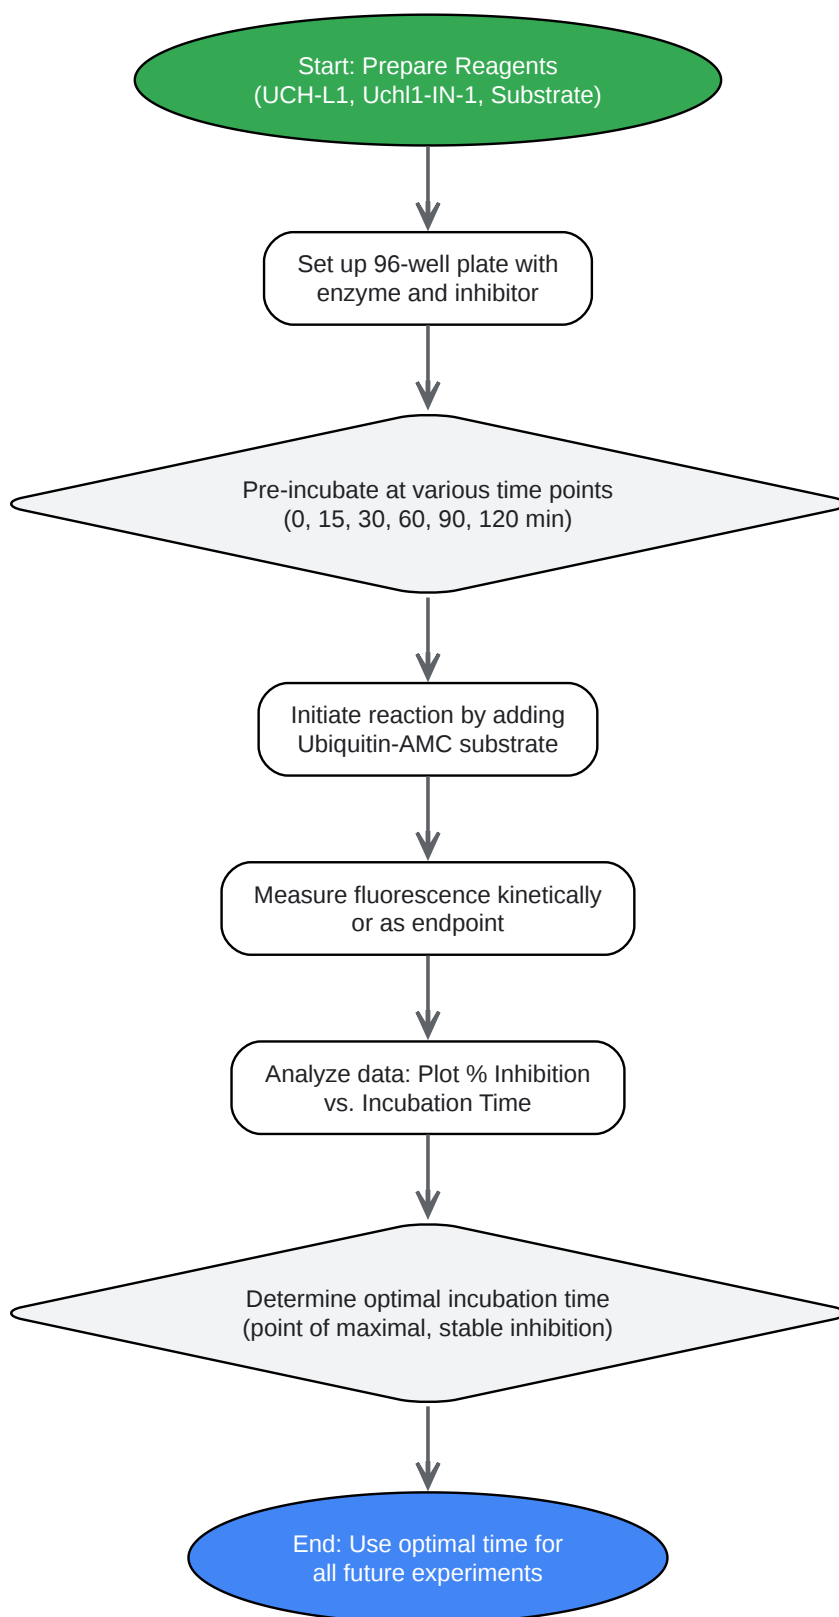 Start: Prepare Reagents
(UCH-L1, Uchl1-IN-1, Substrate)
Set up 96-well plate with
enzyme and inhibitor
Pre-incubate at various time points
(0, 15, 30, 60, 90, 120 min)
Initiate reaction by adding
Ubiquitin-AMC substrate
Measure fluorescence kinetically
or as endpoint
Analyze data: Plot % Inhibition
vs. Incubation Time
Determine optimal incubation time
(point of maximal, stable inhibition)
End: Use optimal time for
all future experiments